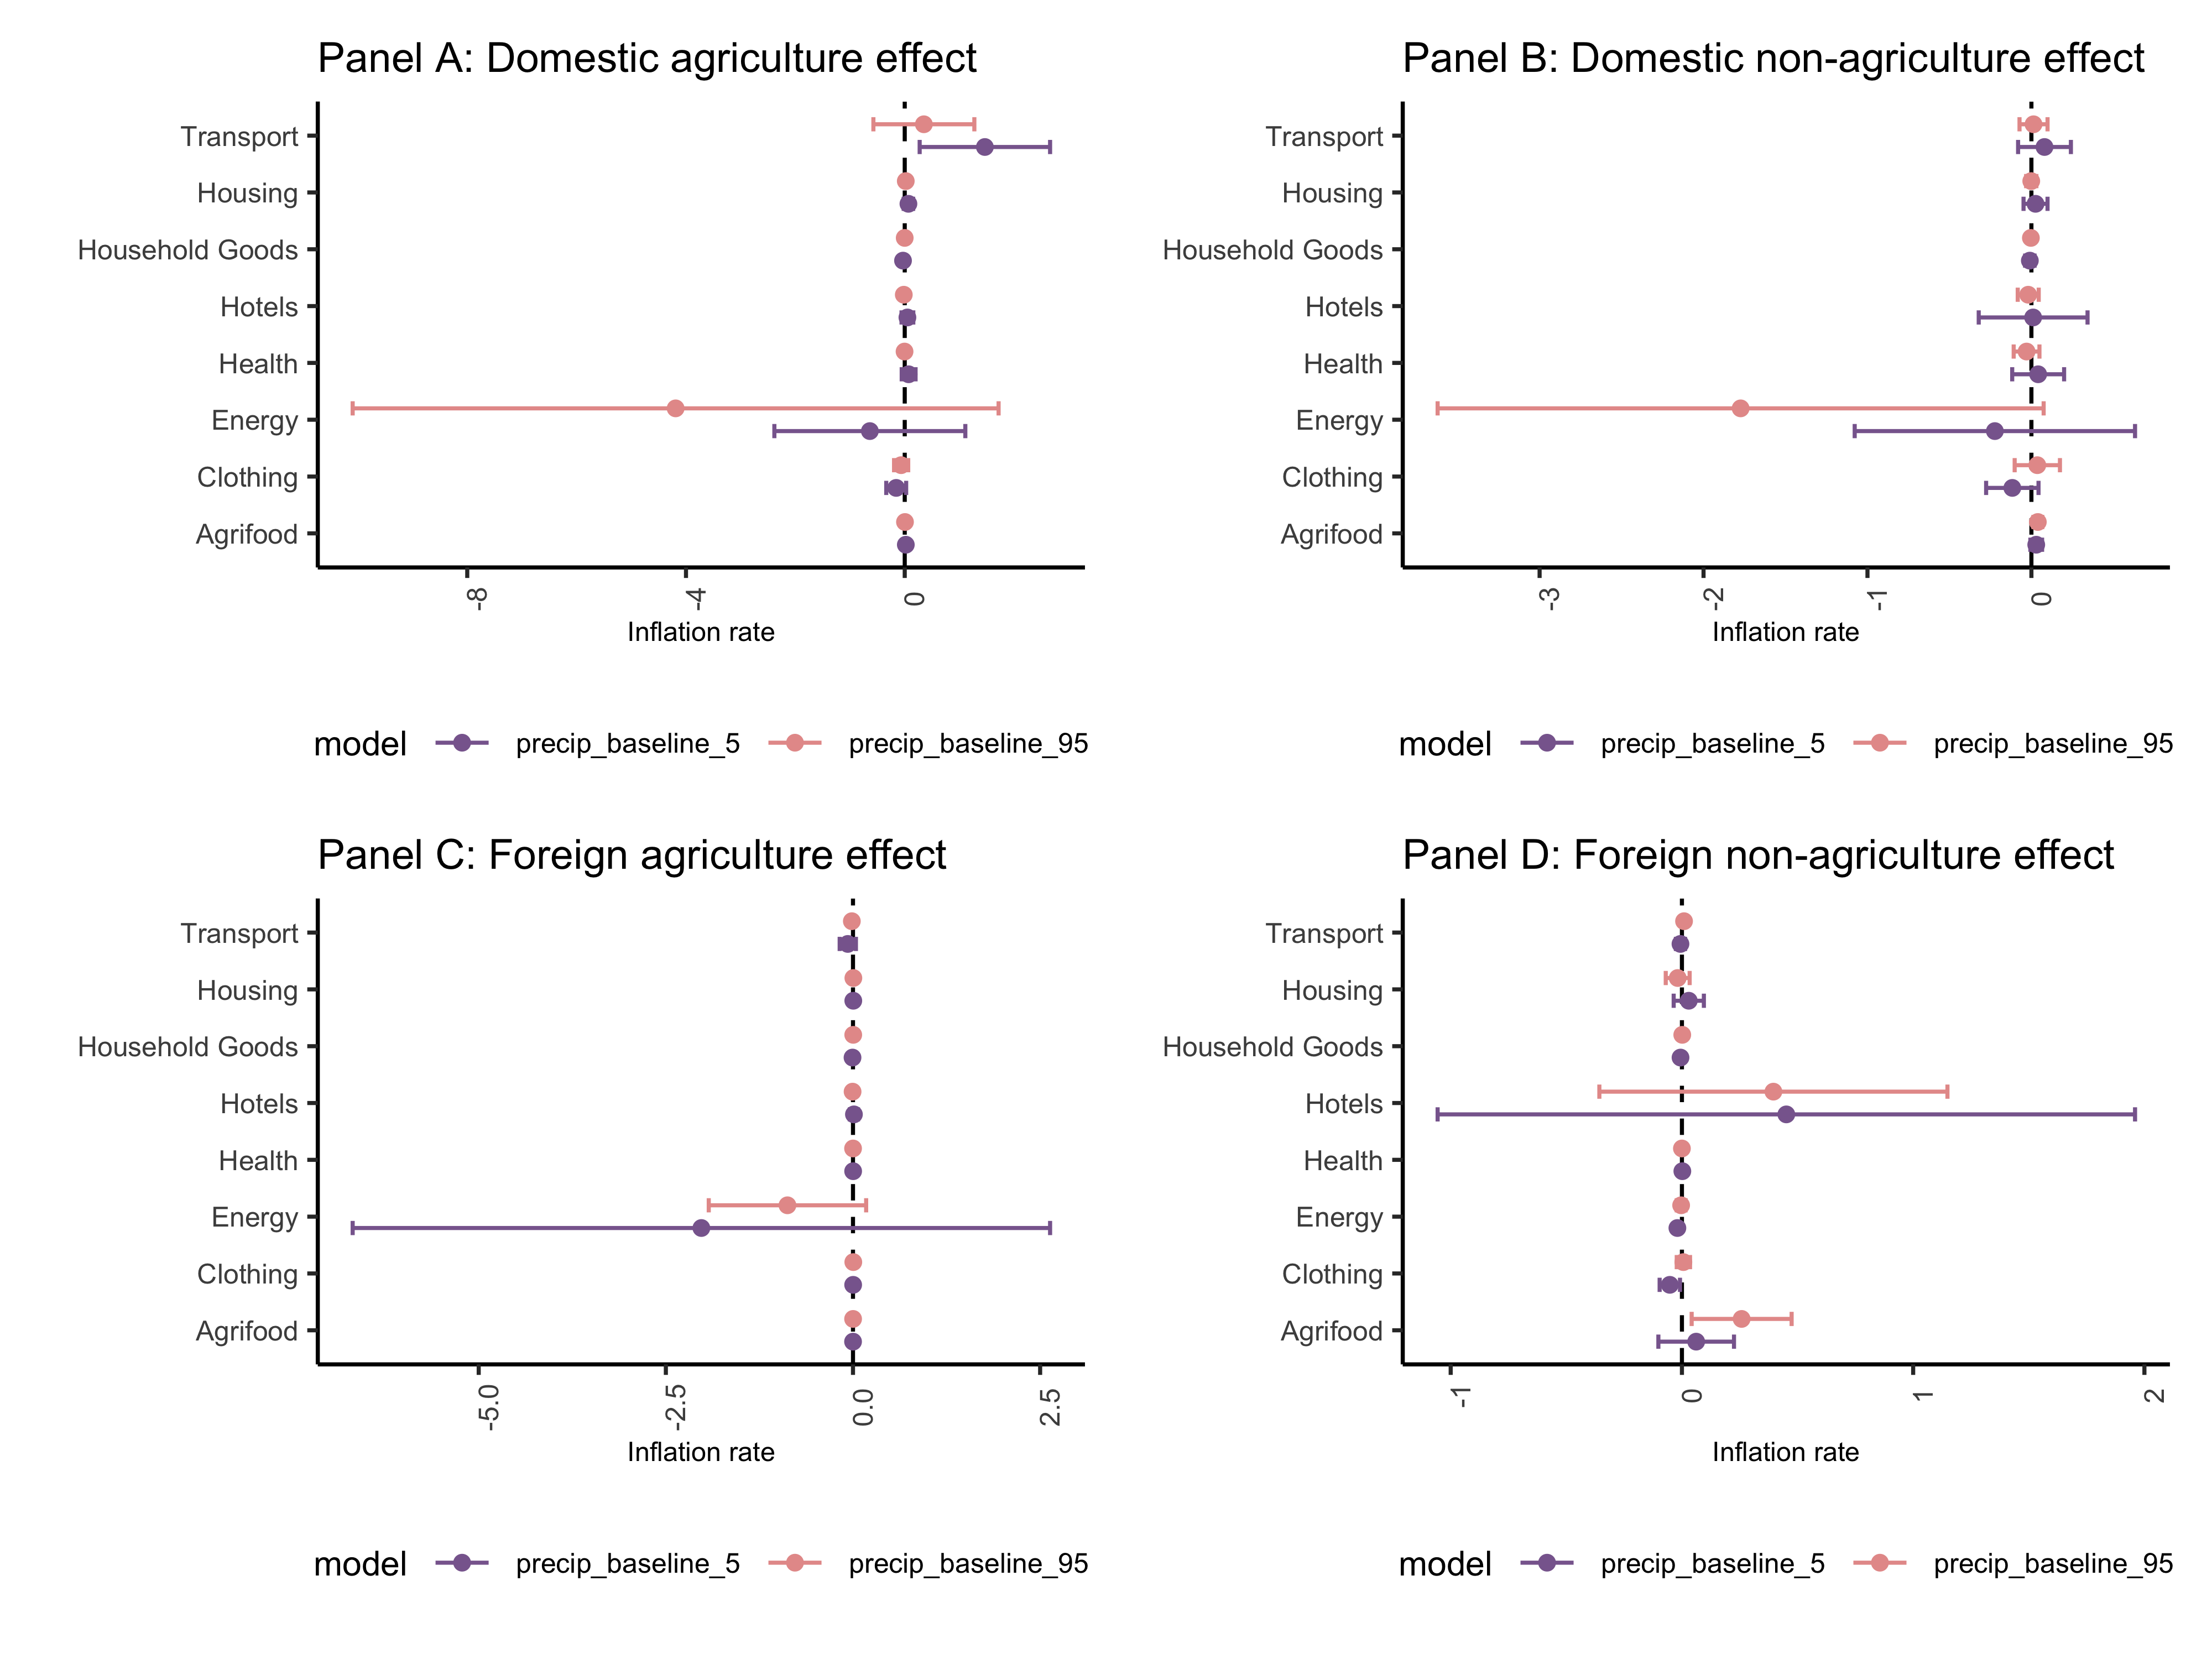 Panel A: Domestic agriculture effect
Transport
Housing
Household Goods
Hotels
Health
Energy
Clothing
Agrifood
-8 -4 0
Inflation rate
model precip_baseline_5 precip_baseline_95
Panel B: Domestic non-agriculture effect
Transport
Housing
Household Goods
Hotels
Health
Energy
Clothing
Agrifood
-3 -2 -1 0
Inflation rate
model precip_baseline_5 precip_baseline_95
Panel C: Foreign agriculture effect
Transport
Housing
Household Goods
Hotels
Health
Energy
Clothing
Agrifood
-5.0 -2.5 0.0 2.5
Inflation rate
model precip_baseline_5 precip_baseline_95
Panel D: Foreign non-agriculture effect
Transport
Housing
Household Goods
Hotels
Health
Energy
Clothing
Agrifood
-1 0 1 2
Inflation rate
model precip_baseline_5 precip_baseline_95